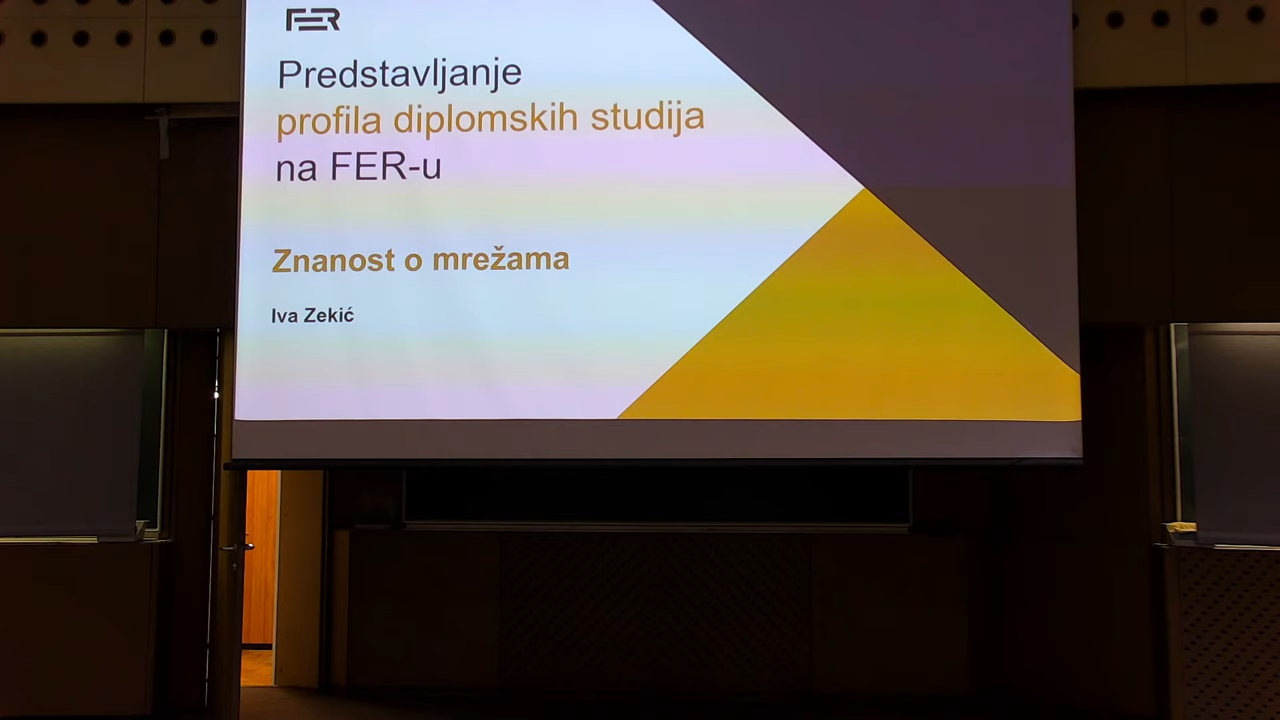 FER
Predstavljanje
profila diplomskih studija
na FER-u
Znanost o mrežama
Iva Zekić